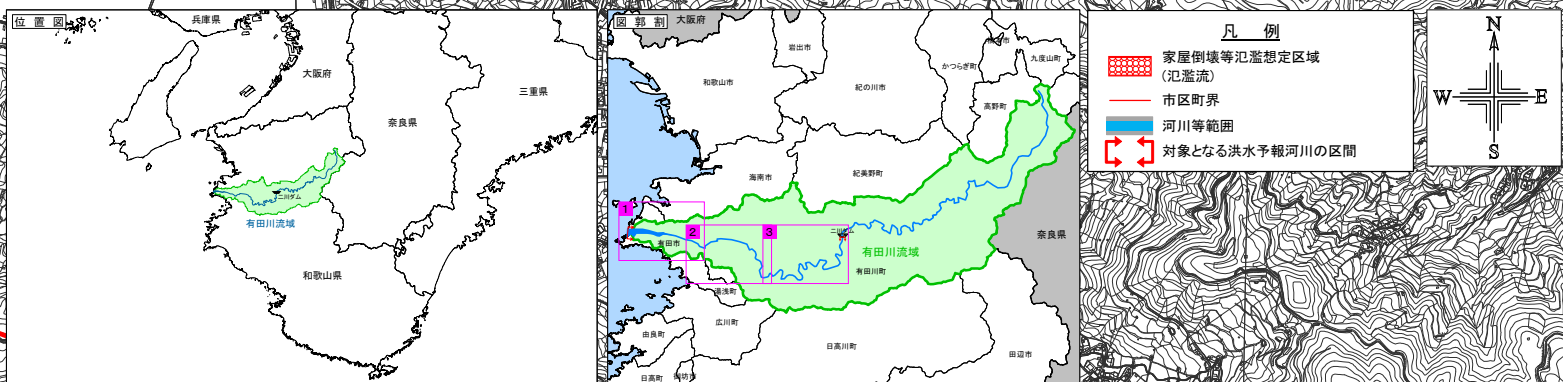 位置図
兵庫県
大阪府
三重県
奈良県
二川ダム
有田川流域
和歌山県
図郭割
大阪府
岩出市
和歌山市
紀の川市
かつらぎ町
九度山町
高野町
海南市
紀美野町
1
2
3
有田市
二川ダム
有田川流域
有田川町
奈良県
湯浅町
広川町
由良町
日高川町
田辺市
日高町
御坊市
凡 例
家屋倒壊等氾濫想定区域
(氾濫流)
市区町界
河川等範囲
対象となる洪水予報河川の区間
N
W
E
S